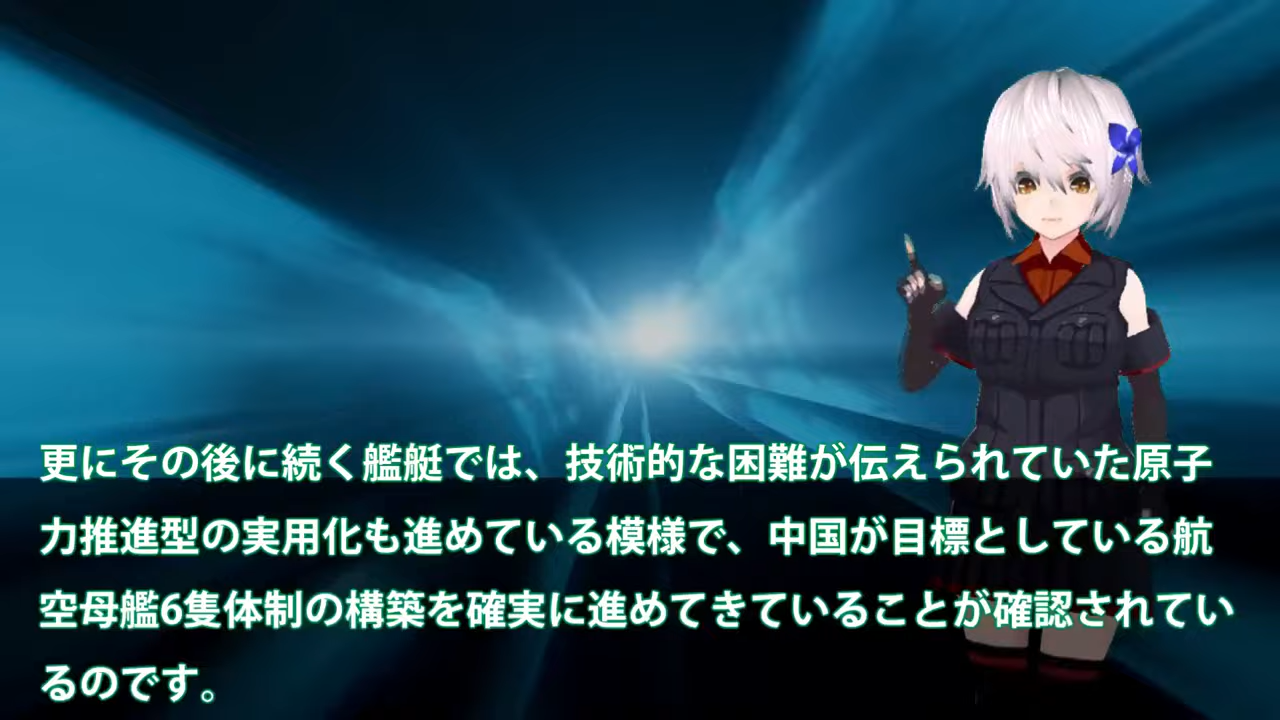 更にその後に続く艦艇では、技術的な困難が伝えられていた原子
力推進型の実用化も進めている模様で、中国が目標としている航
空母艦6隻体制の構築を確実に進めてきていることが確認されてい
るのです。